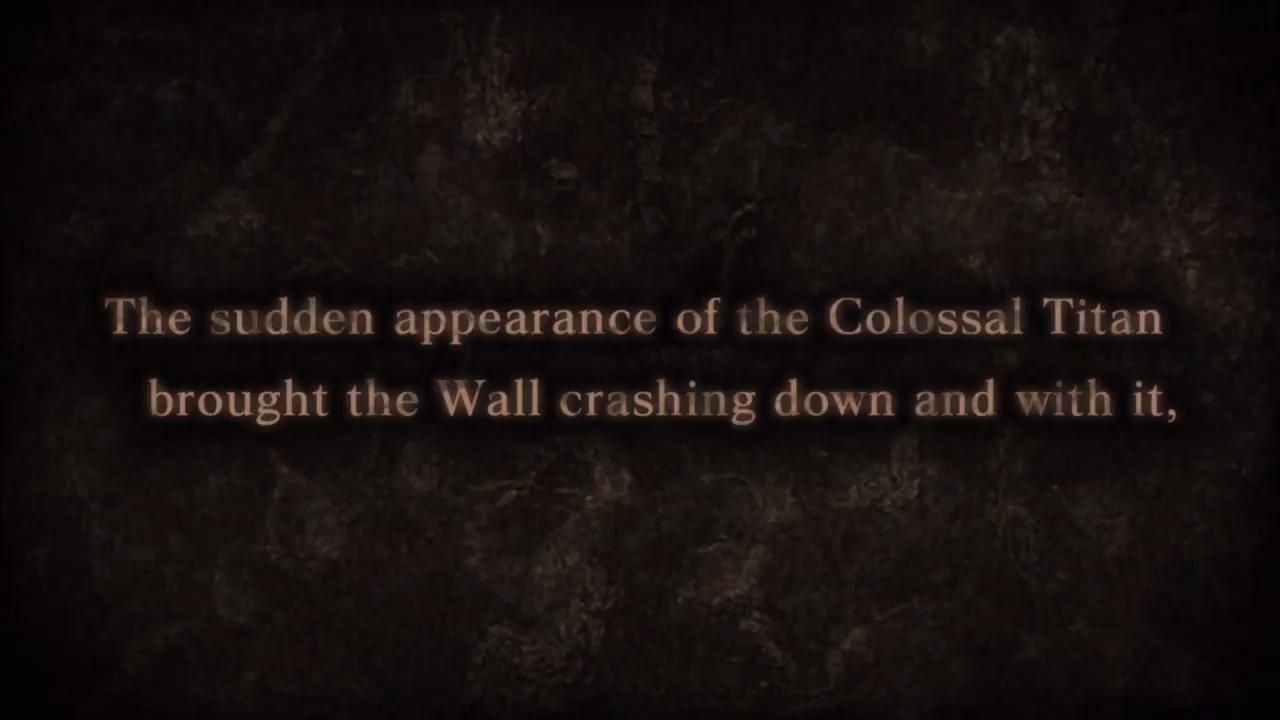 The sudden appearance of the Colossal Titan
brought the Wall crashing down and with it,